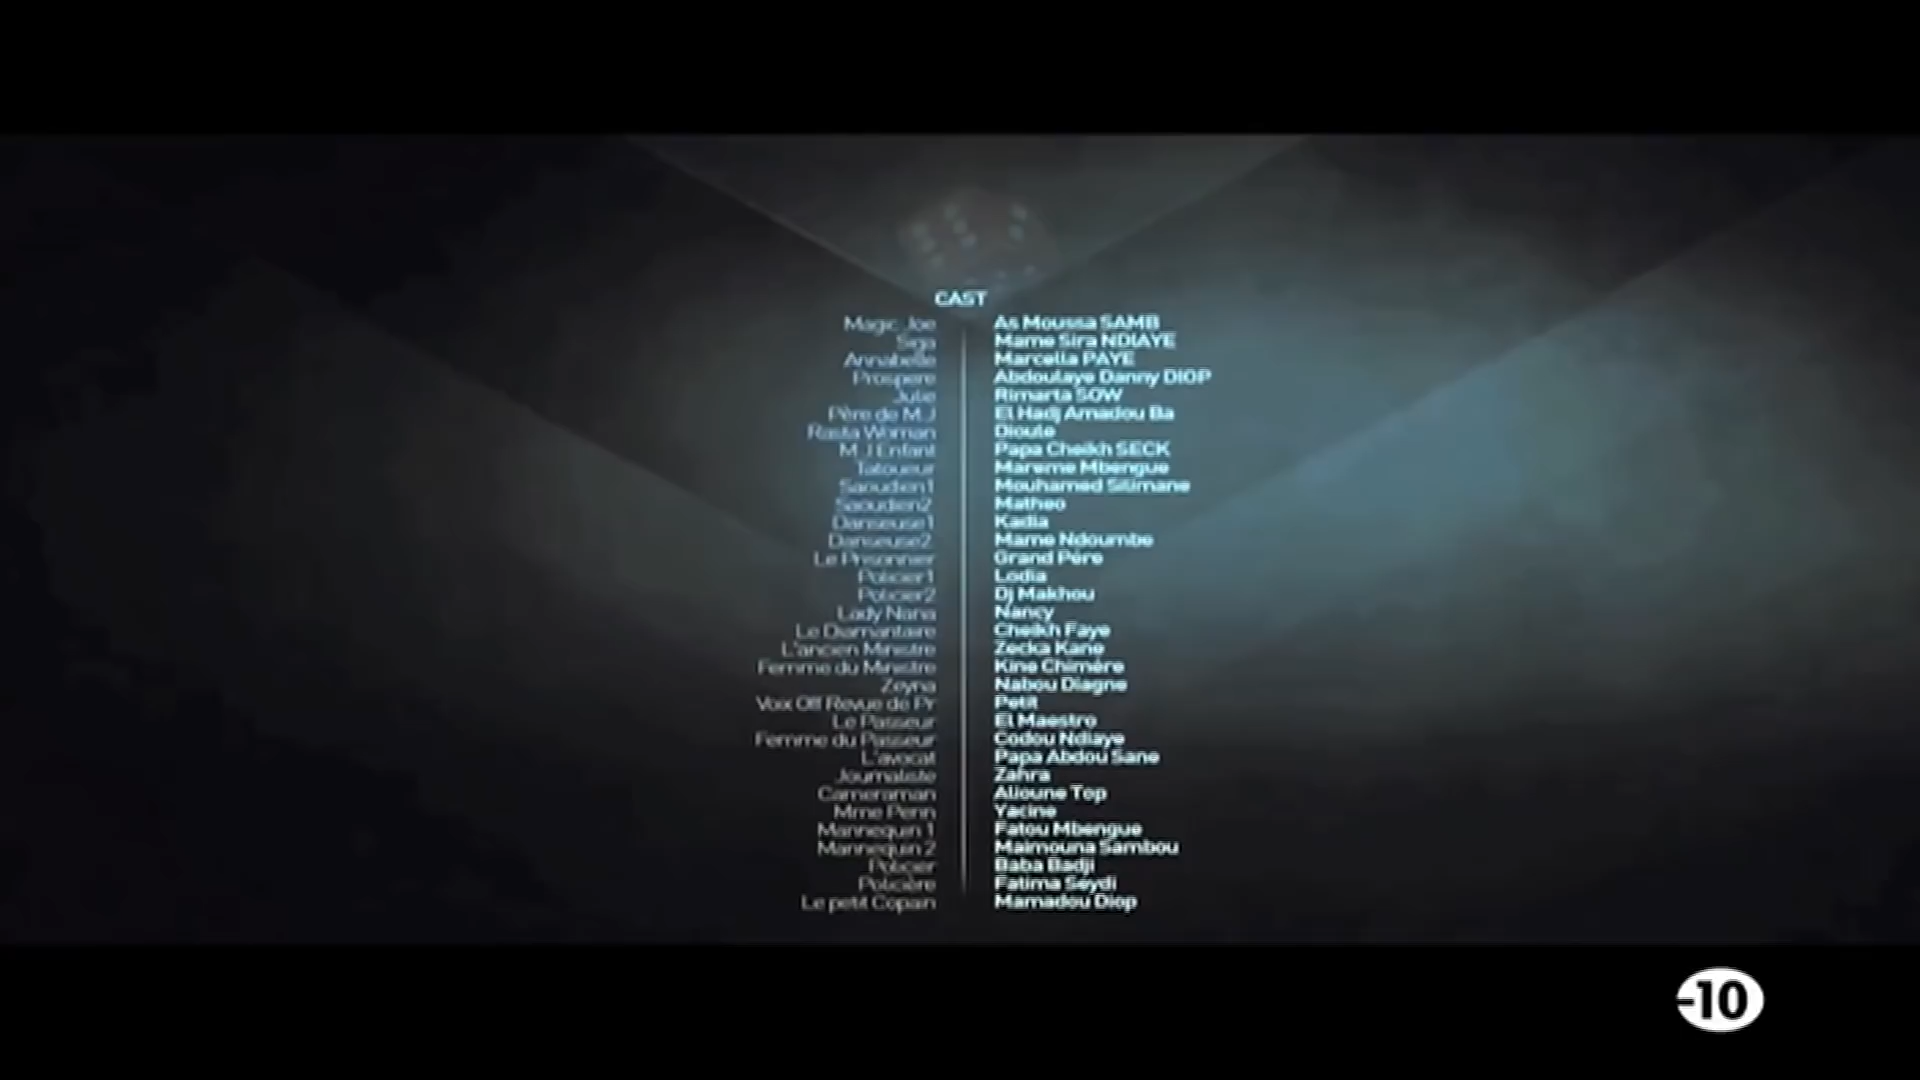 CAST
Magic Joe As Moussa SAMB
Siga Mame Sira NDIAYE
Annabelle Marcella PAYE
Prospere Abdoulaye Danny DIOP
Julie Rimarta SOW
Père de M.J El Hadj Amadou Ba
Rasta Woman Dioule
M.J Enfant Papa Cheikh SECK
Tatoueur Mareme Mbengue
Saoudien1 Mouhamed Silimane
Saoudien2 Matheo
Danseuse1 Kadia
Danseuse2 Mame Ndoumbe
Le Prisonnier Grand Père
Policier1 Lodia
Policier2 Dj Makhou
Lady Nana Nancy
Le Diamantaire Cheikh Faye
L'ancien Ministre Zecka Kane
Femme du Ministre Kine Chimère
Zeyna Nabou Diagne
Voix Off Revue de Pr Petit
Le Passeur El Maestro
Femme du Passeur Codou Ndiaye
L'avocat Papa Abdou Sane
Journaliste Zahra
Cameraman Alioune Top
Mme Penn Yacine
Mannequin 1 Fatou Mbengue
Mannequin 2 Maimouna Sambou
Policier Baba Badji
Policière Fatima Seydi
Le petit Copain Mamadou Diop
-10